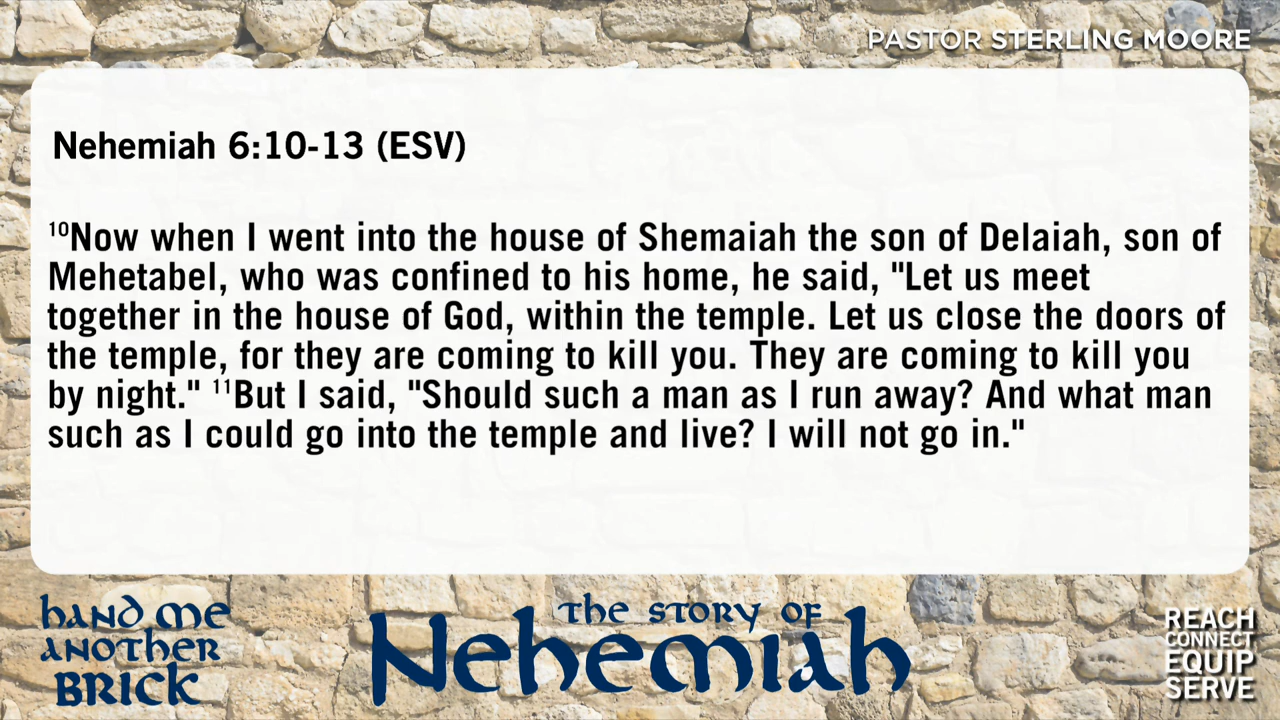 PASTOR STERLING MOORE
Nehemiah 6:10-13 (ESV)
¹⁰Now when I went into the house of Shemaiah the son of Delaiah, son of
Mehetabel, who was confined to his home, he said, "Let us meet
together in the house of God, within the temple. Let us close the doors of
the temple, for they are coming to kill you. They are coming to kill you
by night." ¹¹But I said, "Should such a man as I run away? And what man
such as I could go into the temple and live? I will not go in."
hand me
another
BRICK
the story of
Nehemiah
REACH
CONNECT
EQUIP
SERVE